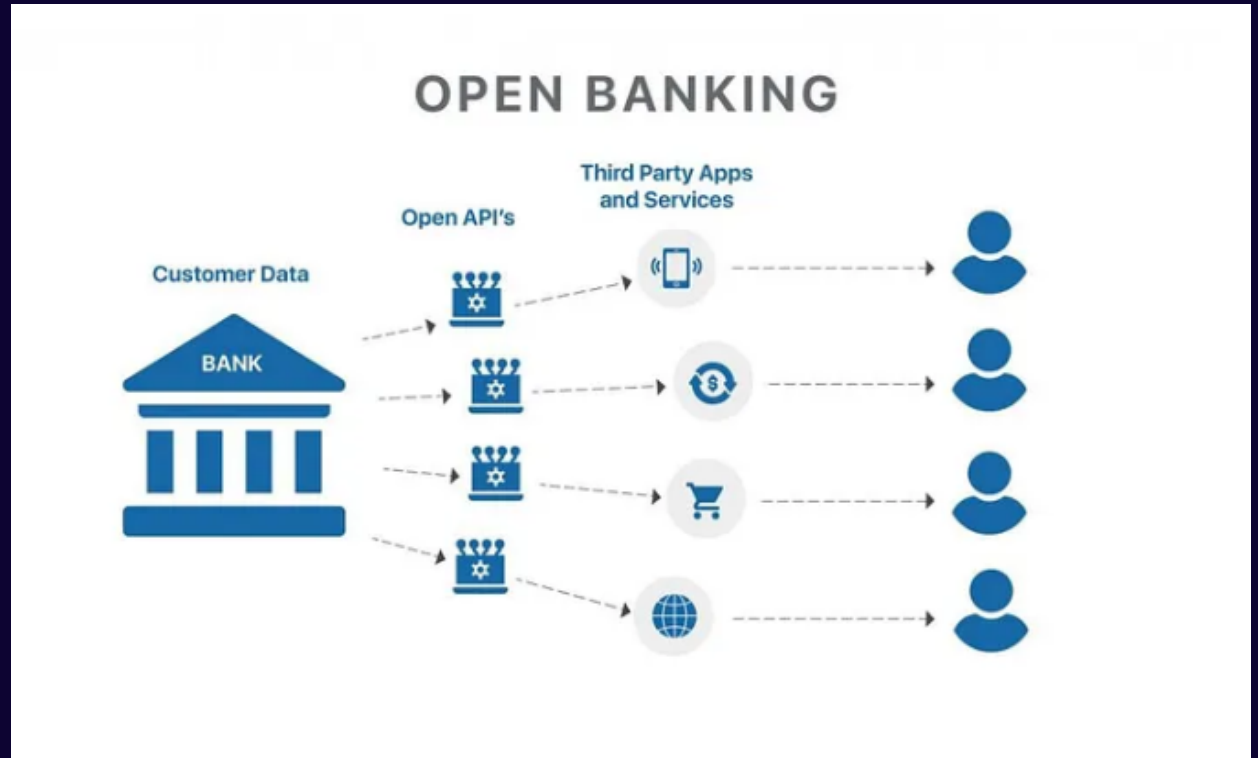 OPEN BANKING
Third Party Apps
and Services
Open API's
Customer Data
BANK